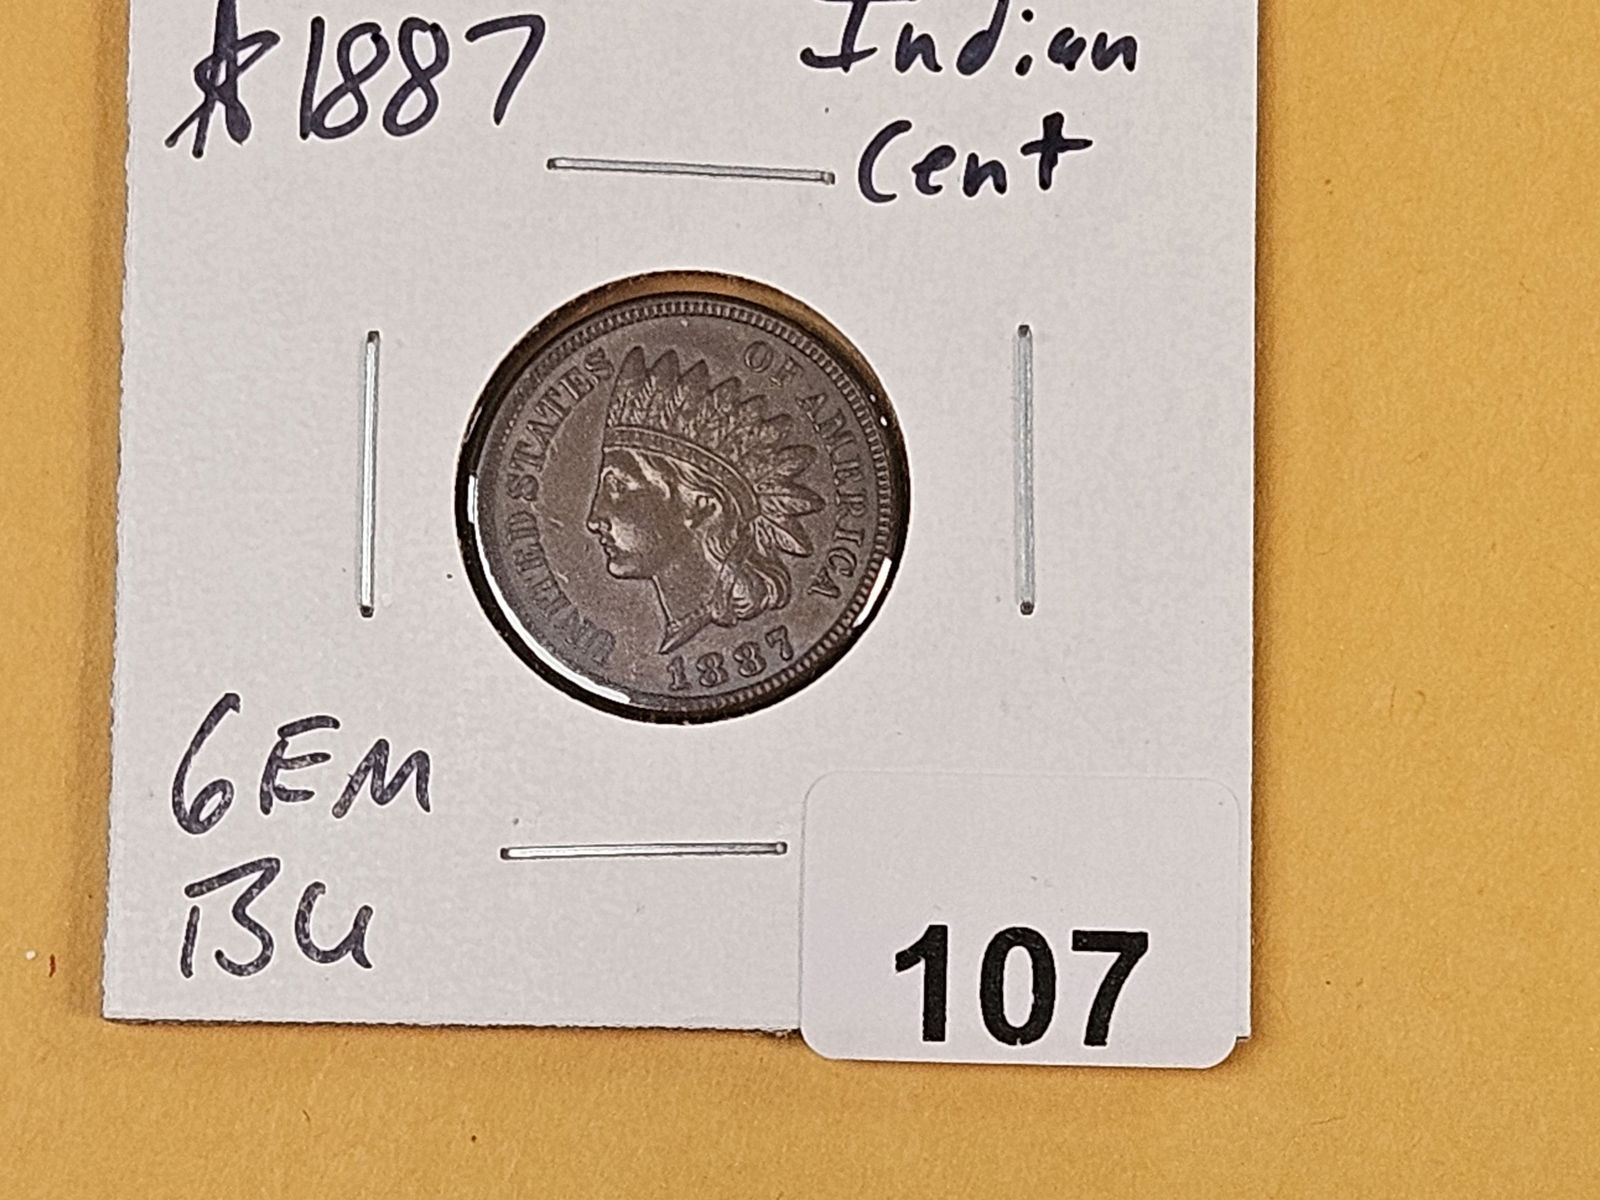 1887
Indian
Cent
UNITED STATES OF AMERICA
1887
GEM
BU
107